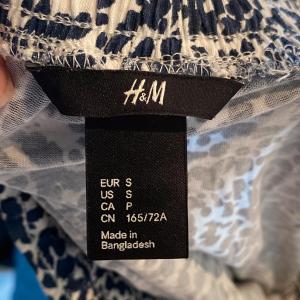 H&M
EUR S
US S
CA P
CN 165/72A
Made in
Bangladesh